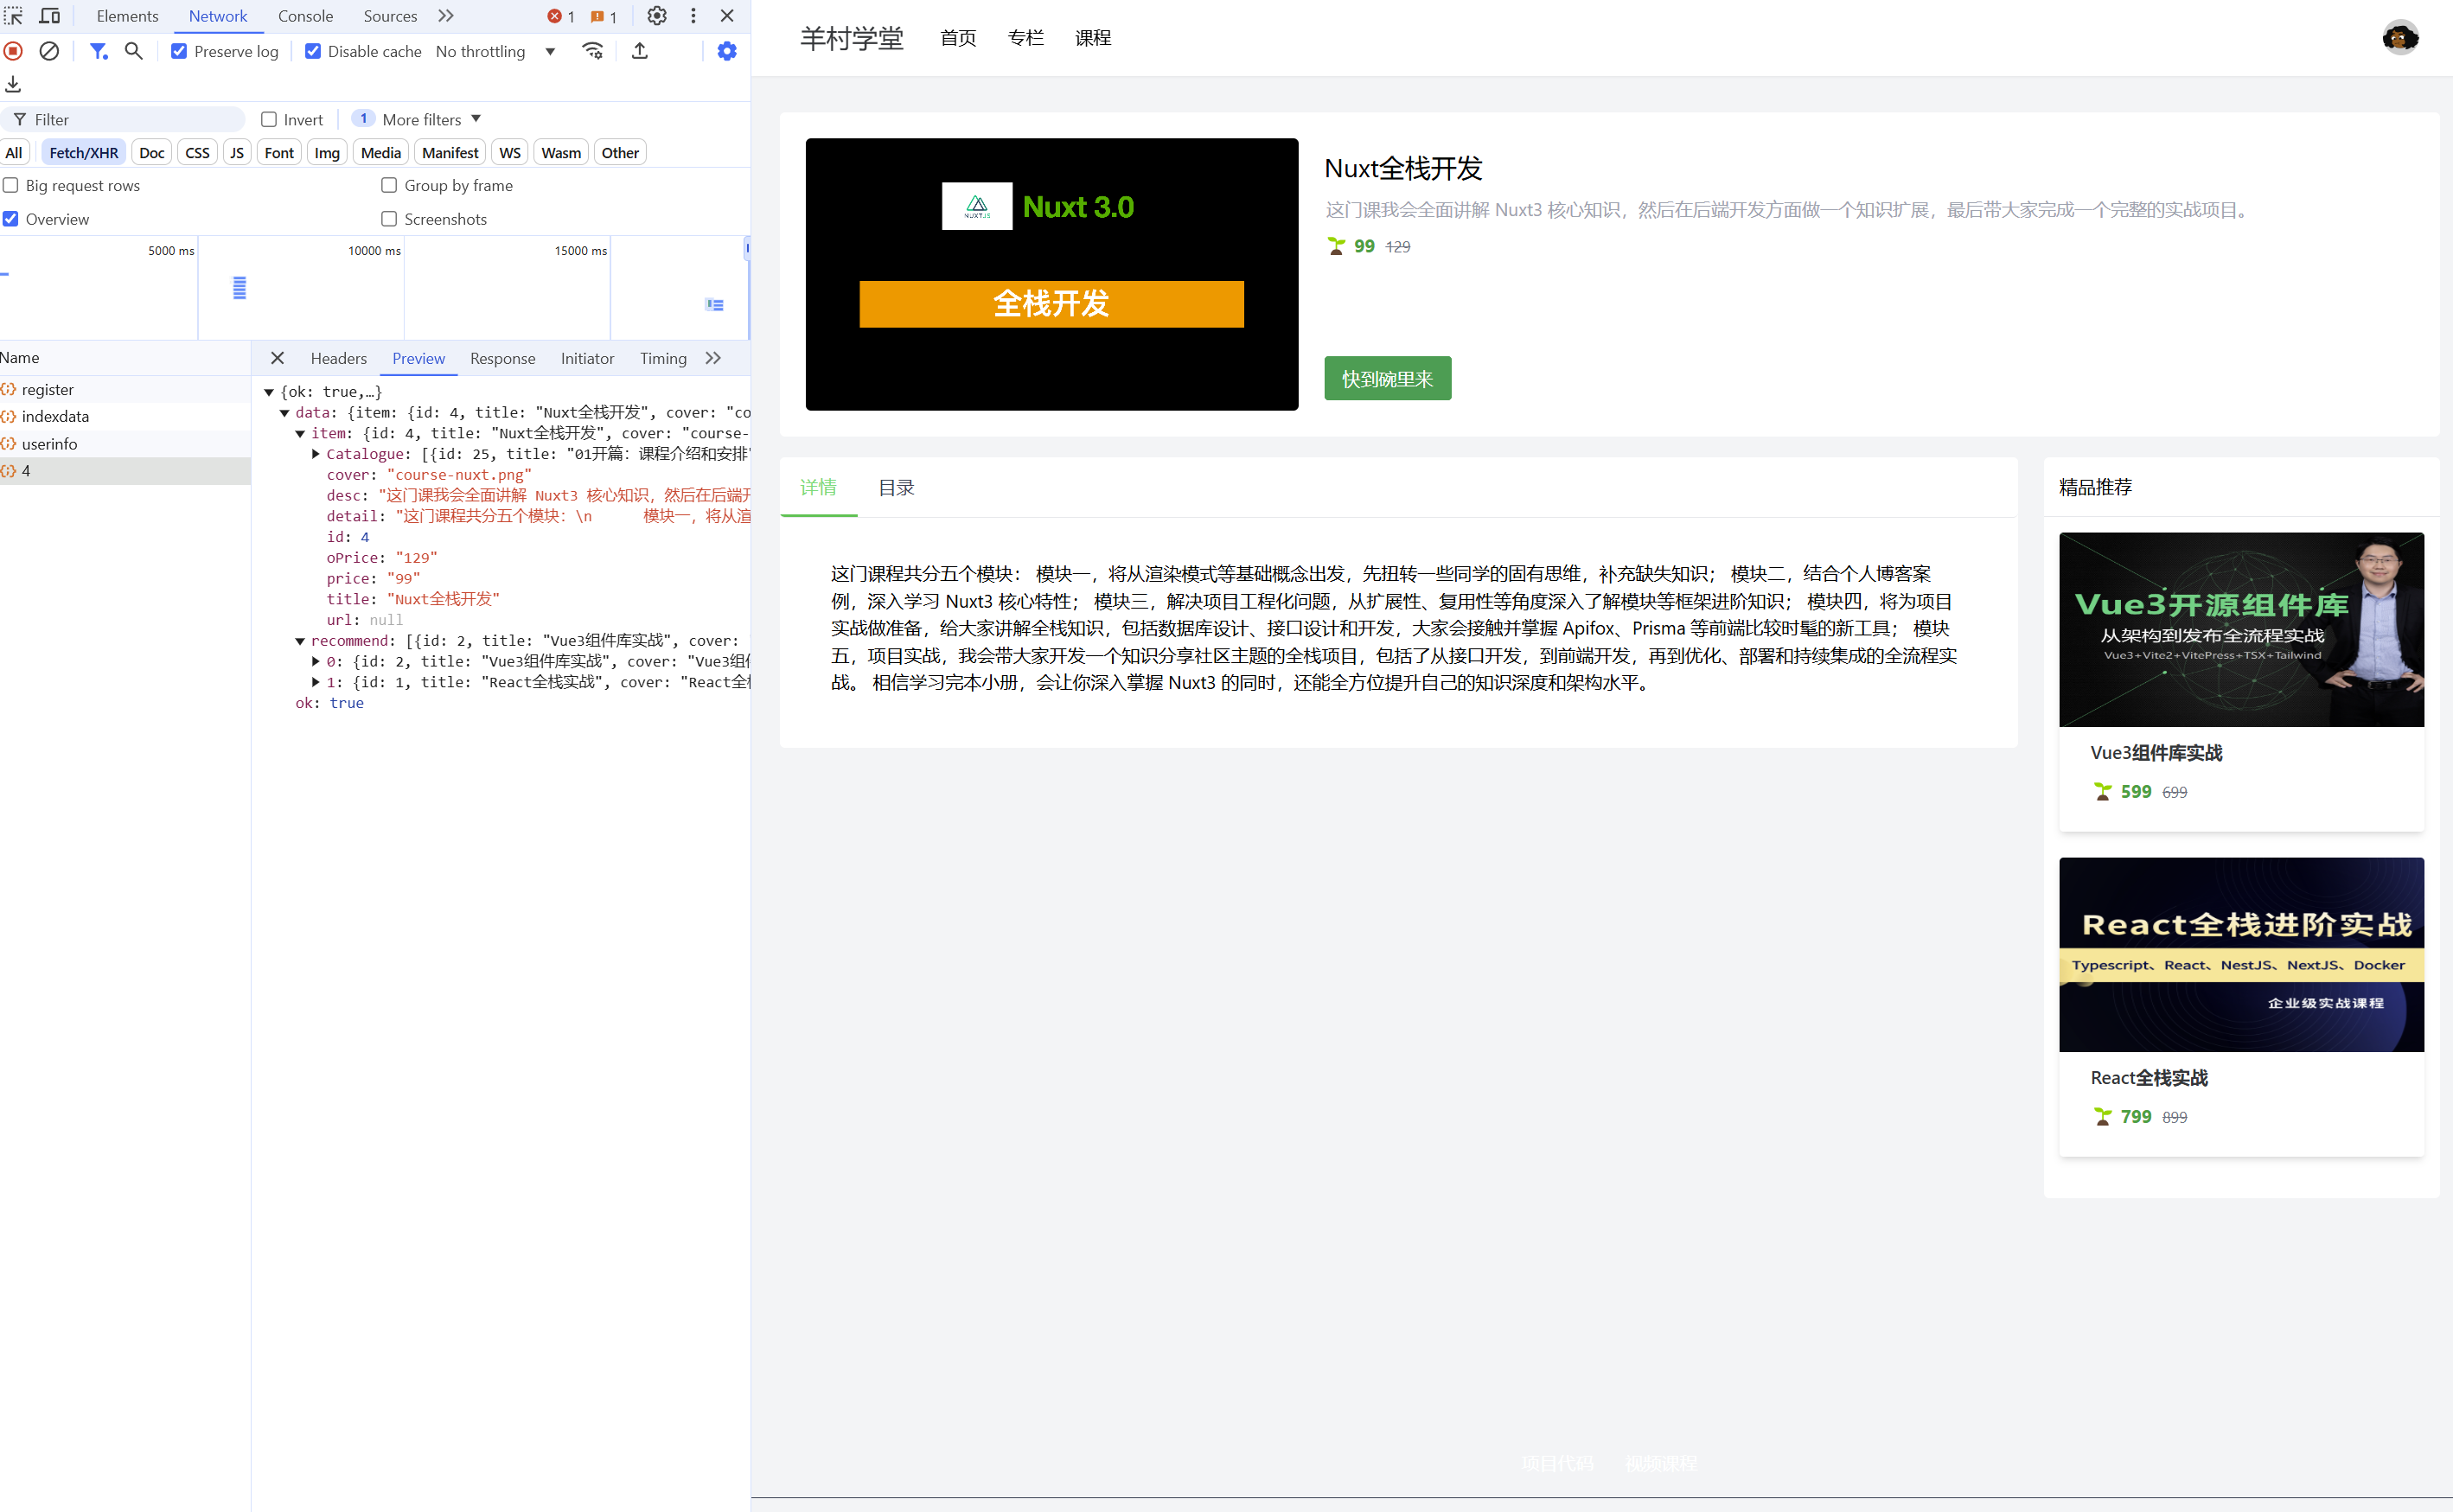 Elements Network Console Sources 1 1
Preserve log Disable cache No throttling
Filter Invert 1 More filters
All Fetch/XHR Doc CSS JS Font Img Media Manifest WS Wasm Other
Big request rows Group by frame
Overview Screenshots
5000 ms 10000 ms 15000 ms
Name
register
indexdata
userinfo
4
Headers Preview Response Initiator Timing
{ok: true,…}
data: {item: {id: 4, title: "Nuxt全栈开发", cover: "co
item: {id: 4, title: "Nuxt全栈开发", cover: "course-
Catalogue: [{id: 25, title: "01开篇：课程介绍和安排"
cover: "course-nuxt.png"
desc: "这门课我会全面讲解 Nuxt3 核心知识，然后在后端开
detail: "这门课程共分五个模块：\n 模块一，将从渲
id: 4
oPrice: "129"
price: "99"
title: "Nuxt全栈开发"
url: null
recommend: [{id: 2, title: "Vue3组件库实战", cover:
0: {id: 2, title: "Vue3组件库实战", cover: "Vue3组件
1: {id: 1, title: "React全栈实战", cover: "React全栈
ok: true
羊村学堂 首页 专栏 课程
NUXTJS
Nuxt 3.0
全栈开发
Nuxt全栈开发
这门课我会全面讲解 Nuxt3 核心知识，然后在后端开发方面做一个知识扩展，最后带大家完成一个完整的实战项目。
99 129
快到碗里来
详情 目录
这门课程共分五个模块： 模块一，将从渲染模式等基础概念出发，先扭转一些同学的固有思维，补充缺失知识； 模块二，结合个人博客案
例，深入学习 Nuxt3 核心特性； 模块三，解决项目工程化问题，从扩展性、复用性等角度深入了解模块等框架进阶知识； 模块四，将为项目
实战做准备，给大家讲解全栈知识，包括数据库设计、接口设计和开发，大家会接触并掌握 Apifox、Prisma 等前端比较时髦的新工具； 模块
五，项目实战，我会带大家开发一个知识分享社区主题的全栈项目，包括了从接口开发，到前端开发，再到优化、部署和持续集成的全流程实
战。 相信学习完本小册，会让你深入掌握 Nuxt3 的同时，还能全方位提升自己的知识深度和架构水平。
精品推荐
Vue3开源组件库
从架构到发布全流程实战
Vue3+Vite2+VitePress+TSX+Tailwind
Vue3组件库实战
599 699
React全栈进阶实战
Typescript、React、NestJS、NextJS、Docker
企业级实战课程
React全栈实战
799 899
项目代码 视频课程